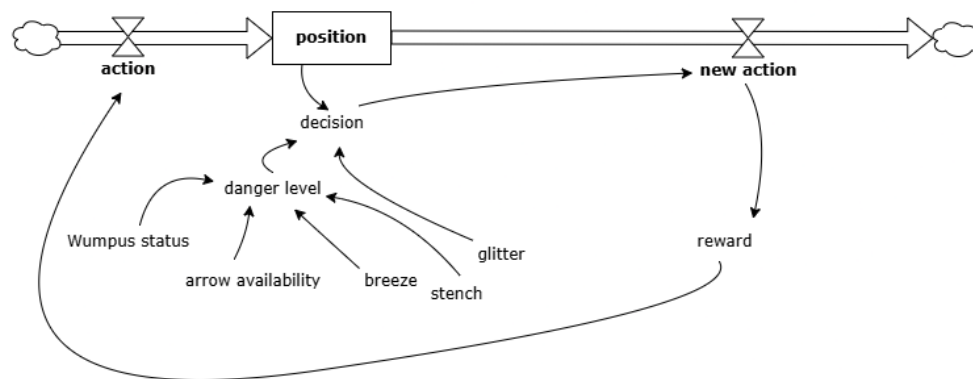 position
action
new action
decision
danger level
Wumpus status
glitter
reward
arrow availability
breeze
stench